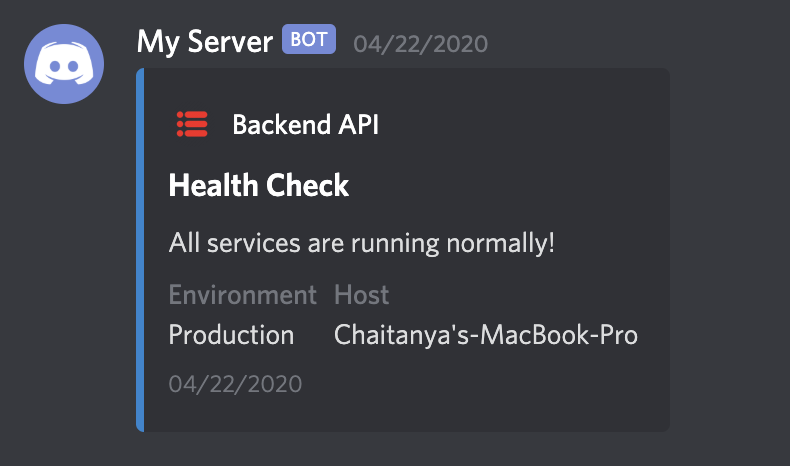 My Server BOT 04/22/2020
Backend API
Health Check
All services are running normally!
Environment Host
Production Chaitanya's-MacBook-Pro
04/22/2020